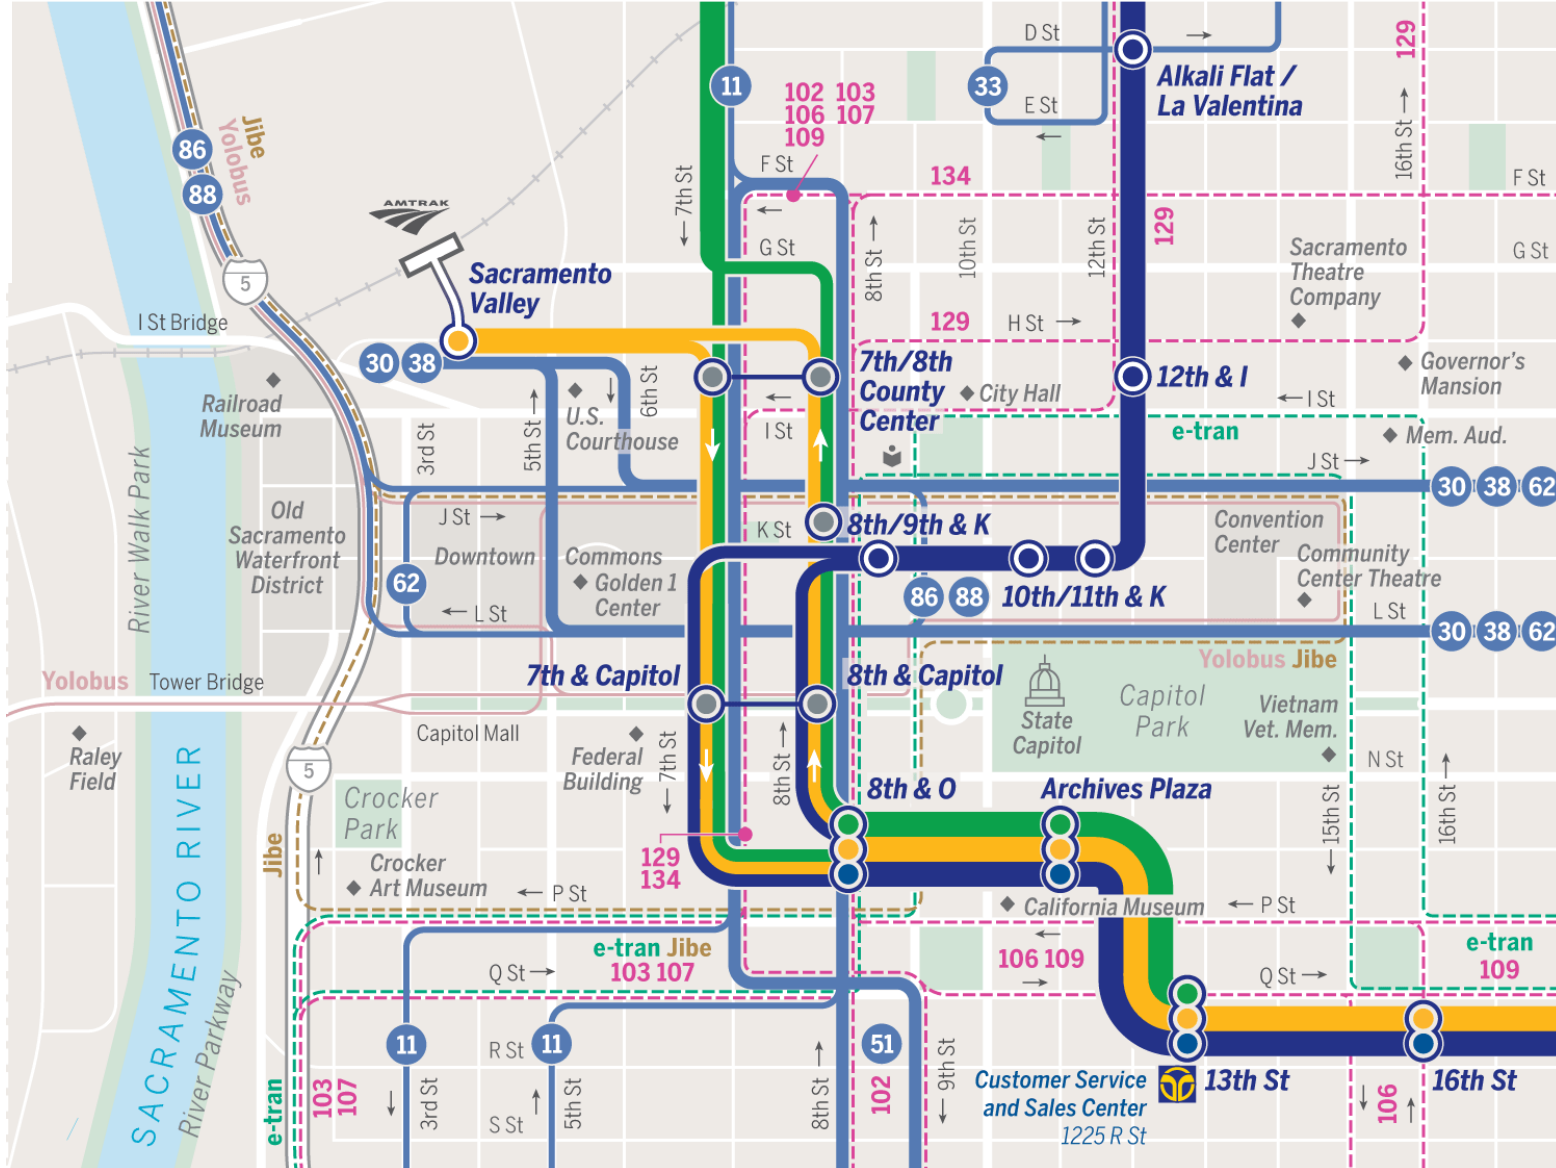 D St
129
Alkali Flat /
La Valentina
11
102 103
106 107
109
33
E St
16th St
Jibe
Yolobus
86
88
F St
134
F St
7th St
AMTRAK
G St
8th St
10th St
12th St
129
G St
Sacramento
Theatre
Company
Sacramento
Valley
5
I St Bridge
129
H St
30
38
7th/8th
County
Center
12th & I
Governor's
Mansion
City Hall
Railroad
Museum
U.S.
Courthouse
6th St
5th St
3rd St
I St
I St
e-tran
Mem. Aud.
J St
30
38
62
River Walk Park
Old
Sacramento
Waterfront
District
J St
K St
8th/9th & K
Convention
Center
Downtown
Commons
Golden 1
Center
Community
Center Theatre
62
L St
86
88
10th/11th & K
L St
30
38
62
Yolobus
Tower Bridge
7th & Capitol
8th & Capitol
Yolobus Jibe
State
Capitol
Capitol
Park
Vietnam
Vet. Mem.
Raley
Field
Capitol Mall
Federal
Building
7th St
8th St
N St
5
SACRAMENTO RIVER
Crocker
Park
8th & O
Archives Plaza
15th St
16th St
Jibe
Crocker
Art Museum
129
134
P St
California Museum
P St
e-tran Jibe
103 107
Q St
106 109
Q St
e-tran
109
River Parkway
11
R St
11
51
e-tran
103
107
3rd St
S St
5th St
8th St
102
9th St
Customer Service
and Sales Center
1225 R St
13th St
16th St
106